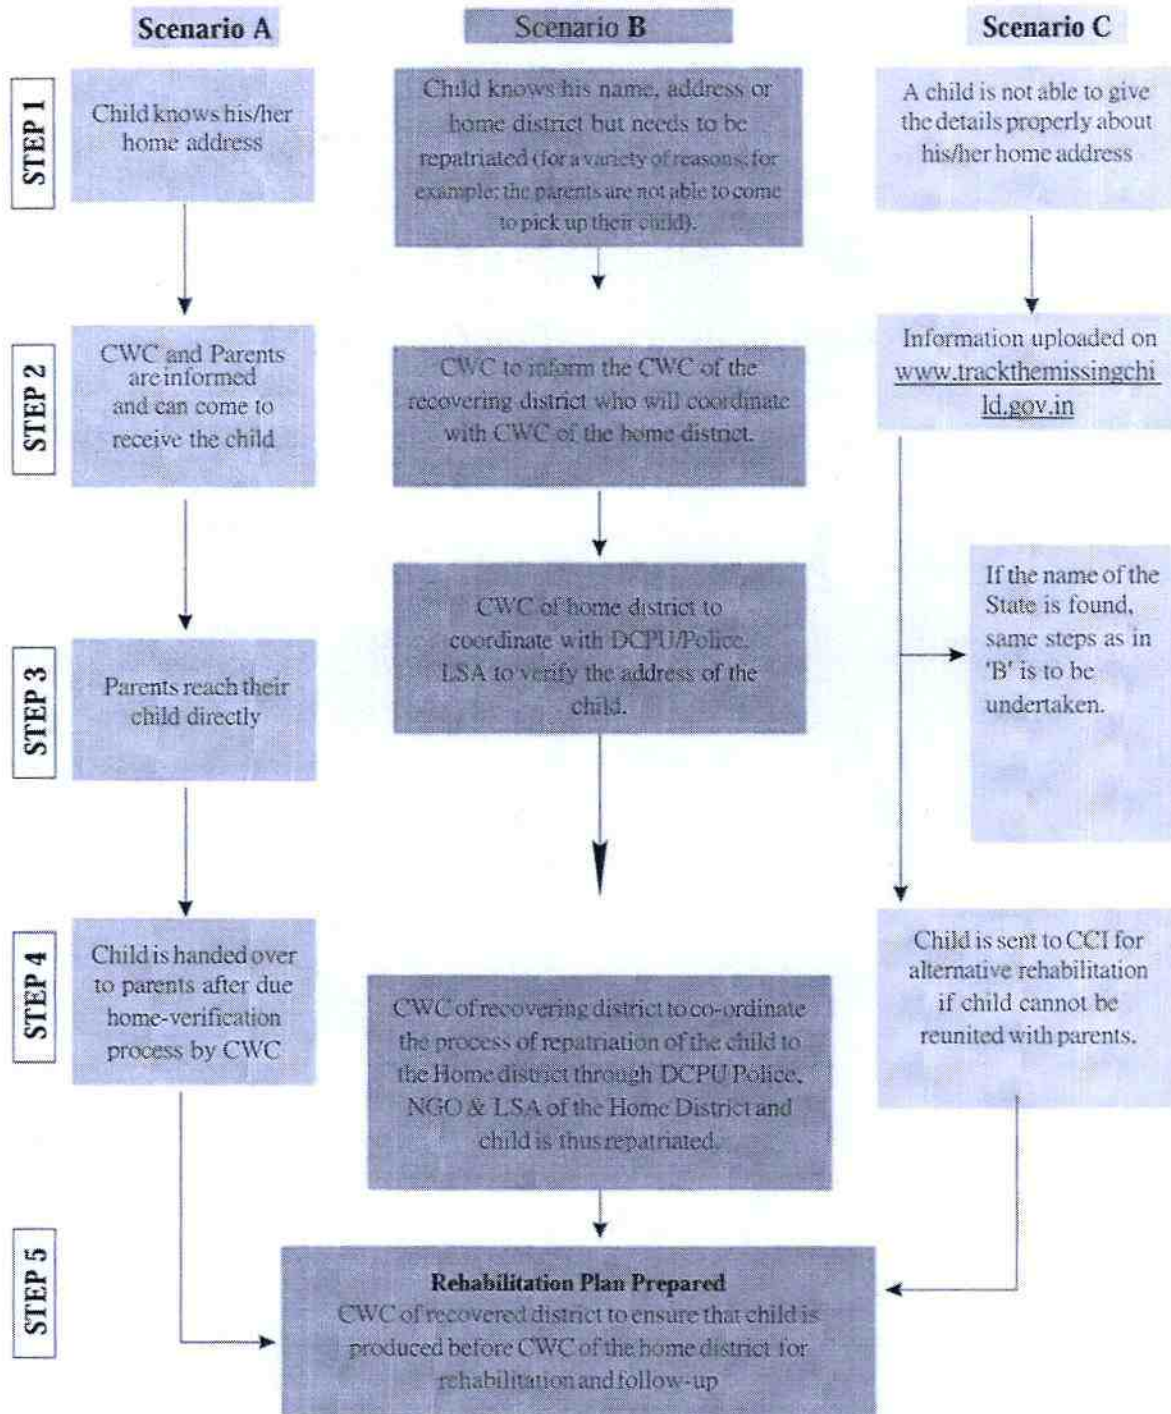 Scenario A
Scenario B
Scenario C
STEP 1
Child knows his/her
home address
Child knows his name, address or
home district but needs to be
repatriated (for a variety of reasons; for
example; the parents are not able to come
to pick up their child).
A child is not able to give
the details properly about
his/her home address
STEP 2
CWC and Parents
are informed
and can come to
receive the child
CWC to inform the CWC of the
recovering district who will coordinate
with CWC of the home district.
Information uploaded on
www.trackthemissingchi
ld.gov.in
STEP 3
Parents reach their
child directly
CWC of home district to
coordinate with DCPU/Police,
LSA to verify the address of the
child.
If the name of the
State is found,
same steps as in
'B' is to be
undertaken.
STEP 4
Child is handed over
to parents after due
home-verification
process by CWC
CWC of recovering district to co-ordinate
the process of repatriation of the child to
the Home district through DCPU Police,
NGO & LSA of the Home District and
child is thus repatriated.
Child is sent to CCI for
alternative rehabilitation
if child cannot be
reunited with parents.
STEP 5
Rehabilitation Plan Prepared
CWC of recovered district to ensure that child is
produced before CWC of the home district for
rehabilitation and follow-up